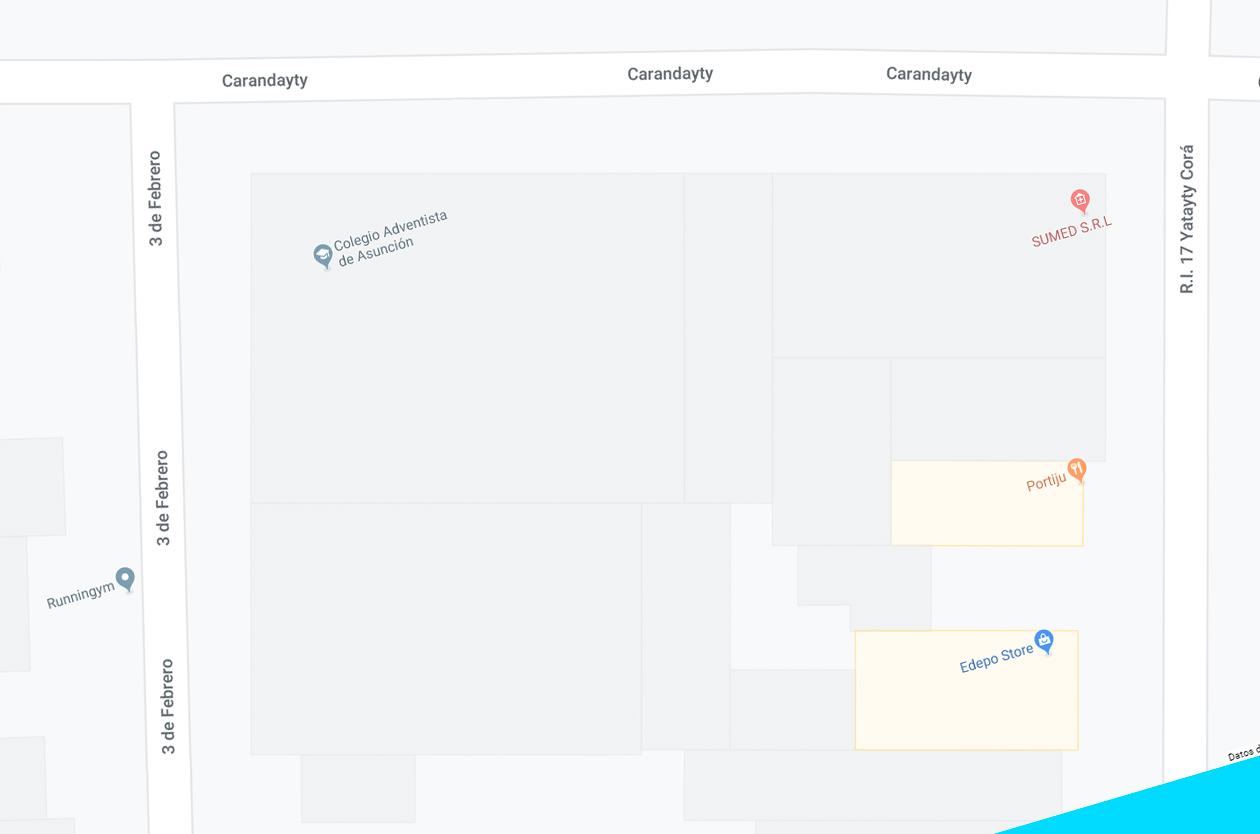 Carandayty
Carandayty
Carandayty
3 de Febrero
R.I. 17 Yatayty Corá
Colegio Adventista
de Asunción
SUMED S.R.L
3 de Febrero
Portiju
Runningym
Edepo Store
3 de Febrero
Datos